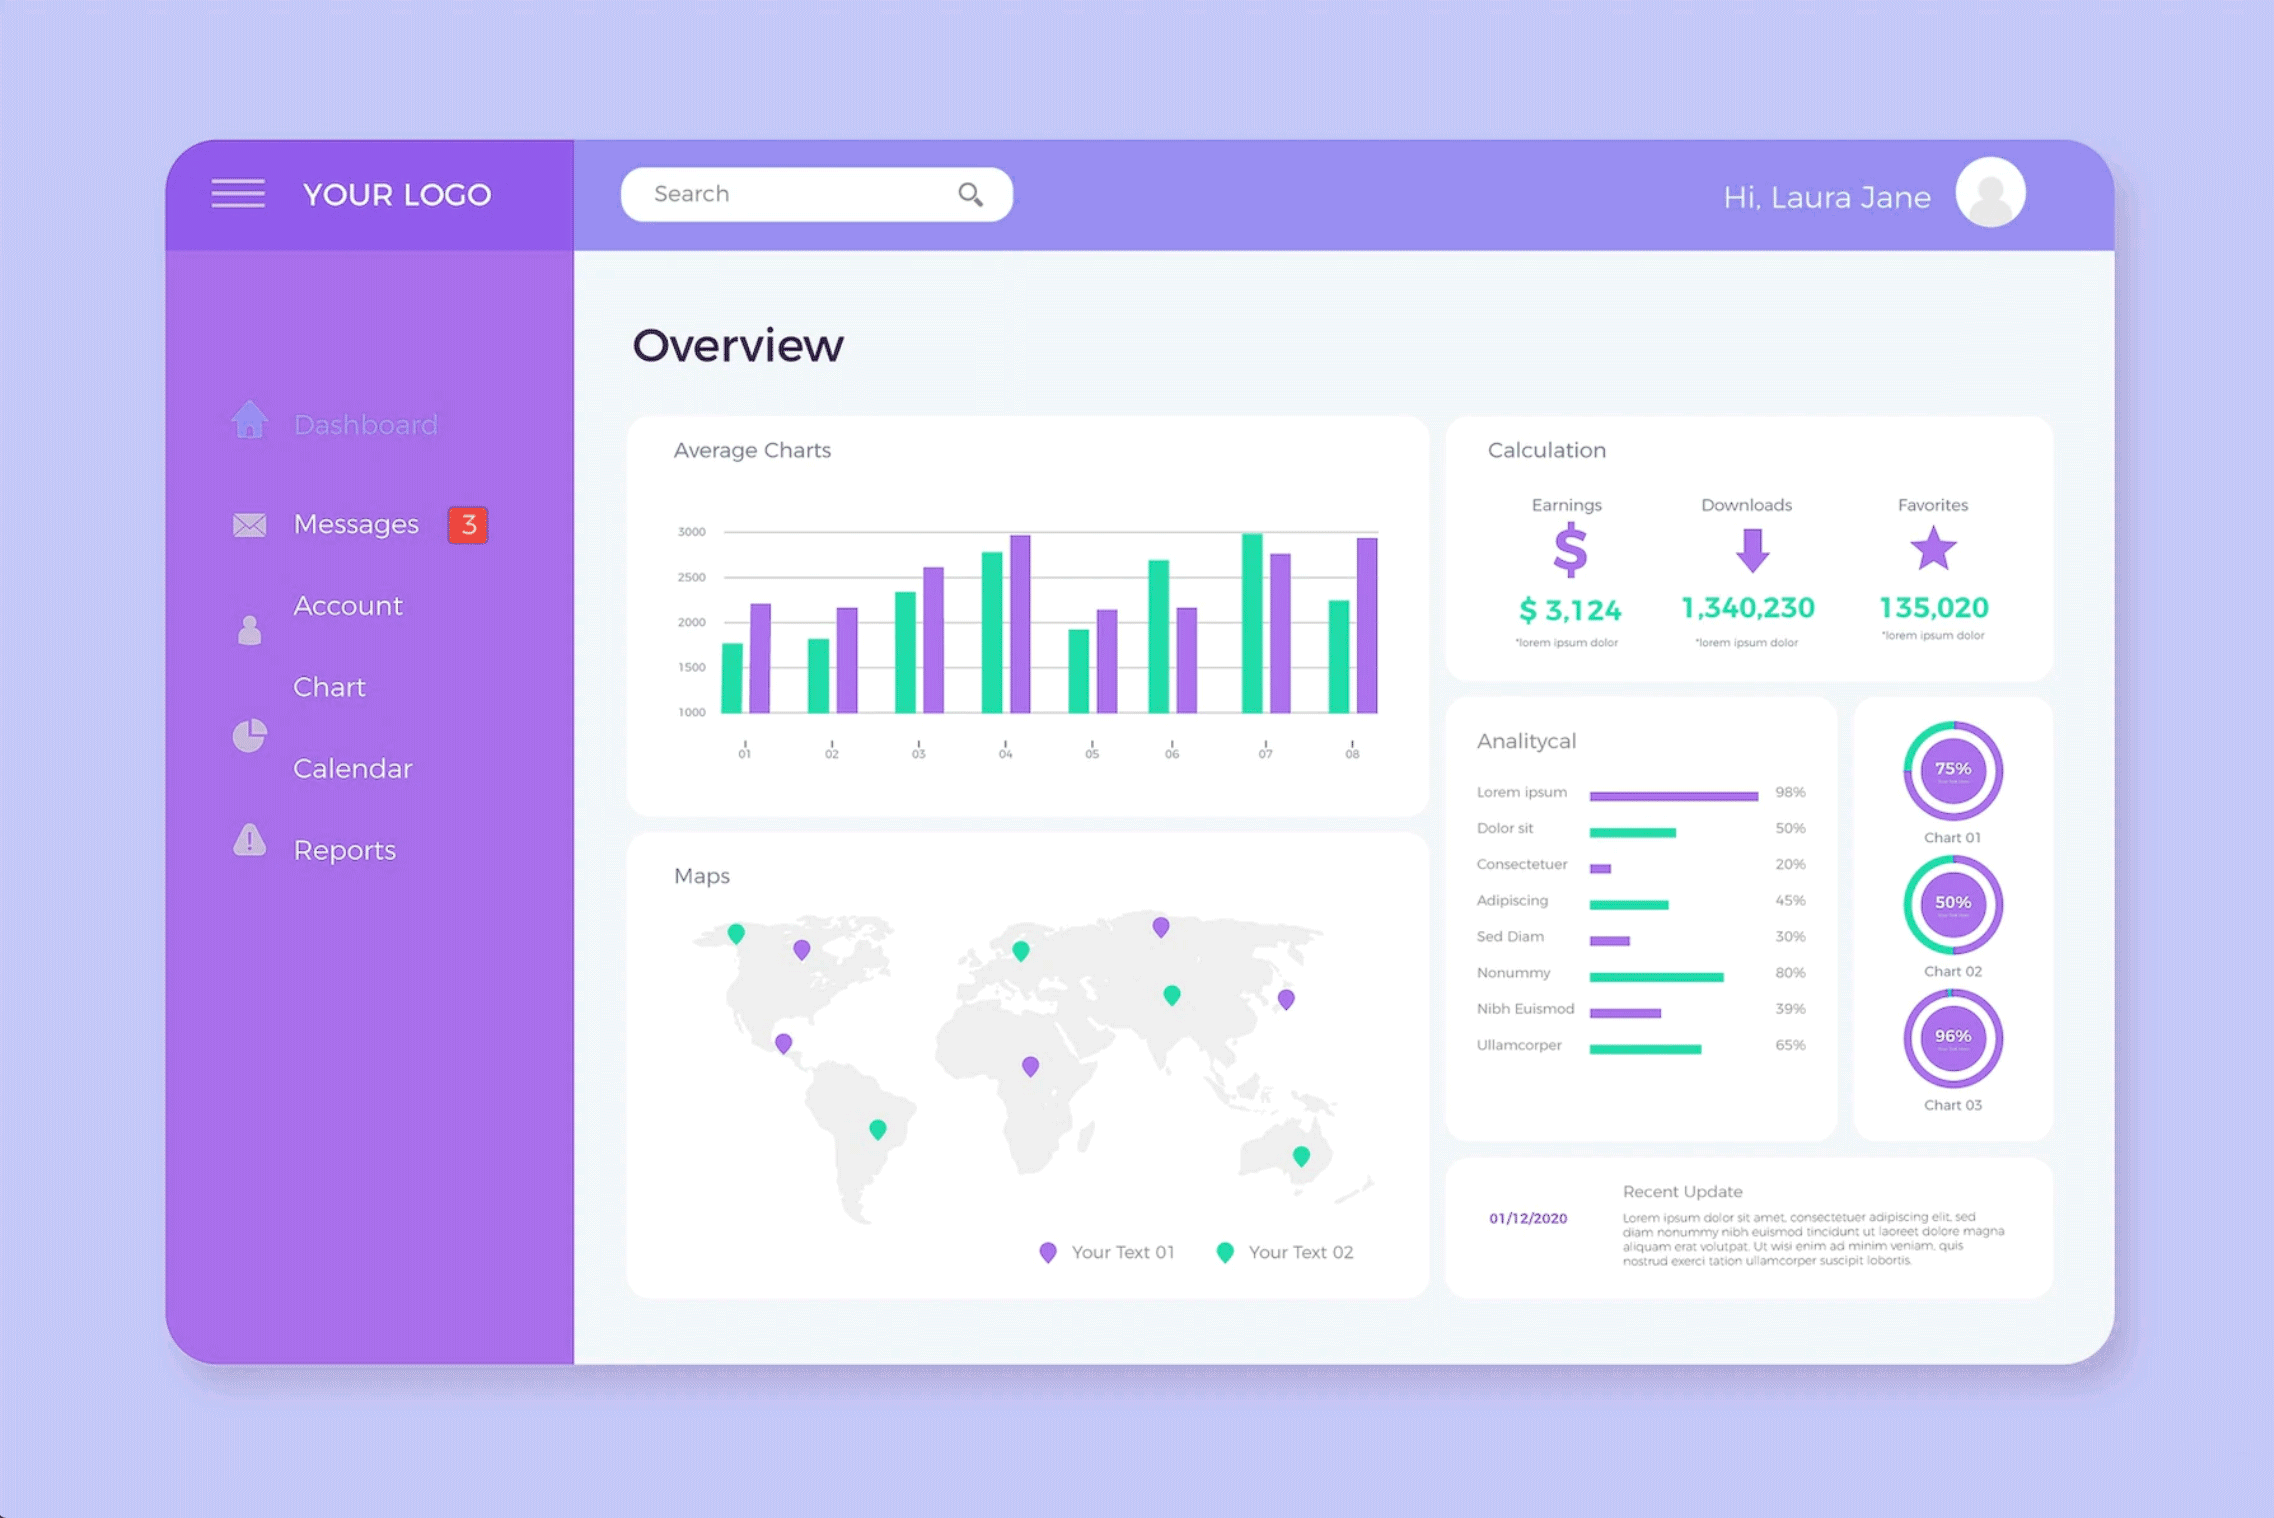 YOUR LOGO
Search
Hi, Laura Jane
Dashboard
Messages 3
Account
Chart
Calendar
Reports
Overview
Average Charts
3000
2500
2000
1500
1000
01 02 03 04 05 06 07 08
Maps
Your Text 01 Your Text 02
Calculation
Earnings Downloads Favorites
$
$ 3,124 1,340,230 135,020
*lorem ipsum dolor *lorem ipsum dolor *lorem ipsum dolor
Analitycal
Lorem ipsum 98%
Dolor sit 50%
Consectetuer 20%
Adipiscing 45%
Sed Diam 30%
Nonummy 80%
Nibh Euismod 39%
Ullamcorper 65%
75%
Chart 01
50%
Chart 02
96%
Chart 03
01/12/2020
Recent Update
Lorem ipsum dolor sit amet, consectetuer adipiscing elit, sed
diam nonummy nibh euismod tincidunt ut laoreet dolore magna
aliquam erat volutpat. Ut wisi enim ad minim veniam, quis
nostrud exerci tation ullamcorper suscipit lobortis.